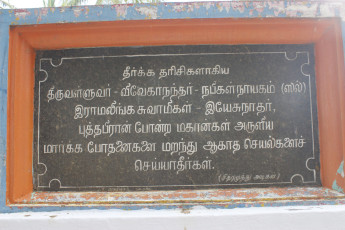 தீர்க்க தரிசிகளாகிய
திருவள்ளுவர் - விவேகாநந்தர் - நபிகள்நாயகம் (ஸல்)
இராமலிங்க சுவாமிகள் - இயேசுநாதர்,
புத்தபிரான் போன்ற மகான்கள் அருளிய
மார்க்க போதனைகளை மறந்து ஆகாத செயல்களைச்
செய்யாதீர்கள்.